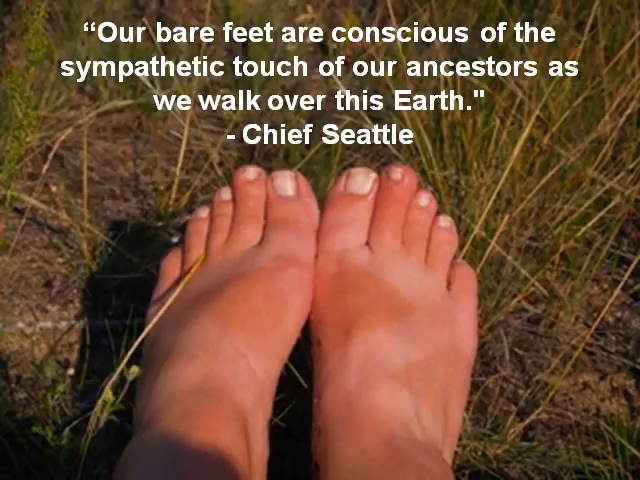 “Our bare feet are conscious of the
sympathetic touch of our ancestors as
we walk over this Earth."
- Chief Seattle